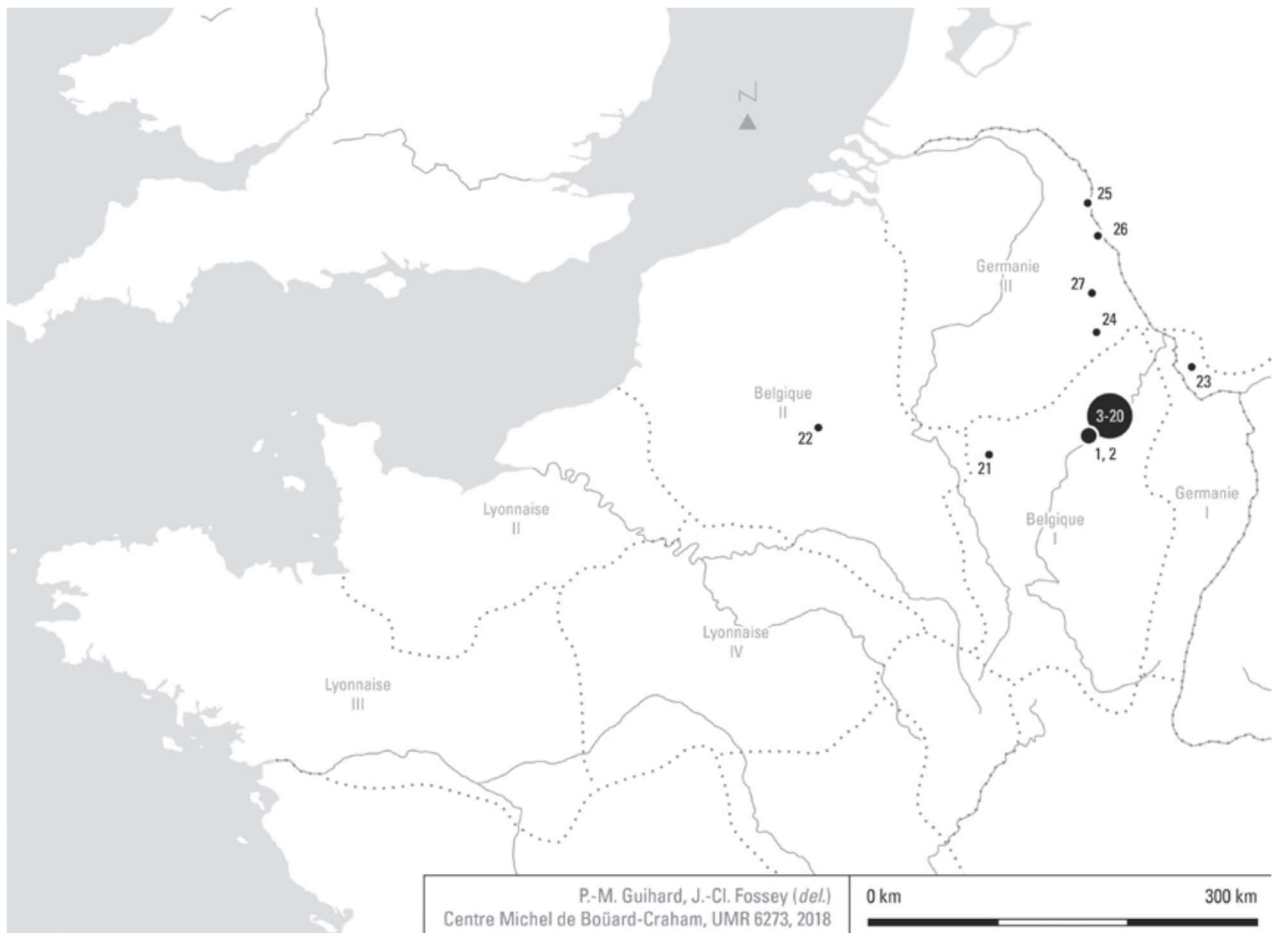 N
25
26
Germanie
II
27
24
23
Belgique
II
22
3-20
1, 2
21
Germanie
I
Belgique
I
Lyonnaise
II
Lyonnaise
IV
Lyonnaise
III
P.-M. Guihard, J.-Cl. Fossey (del.)
Centre Michel de Boüard-Craham, UMR 6273, 2018
0 km
300 km